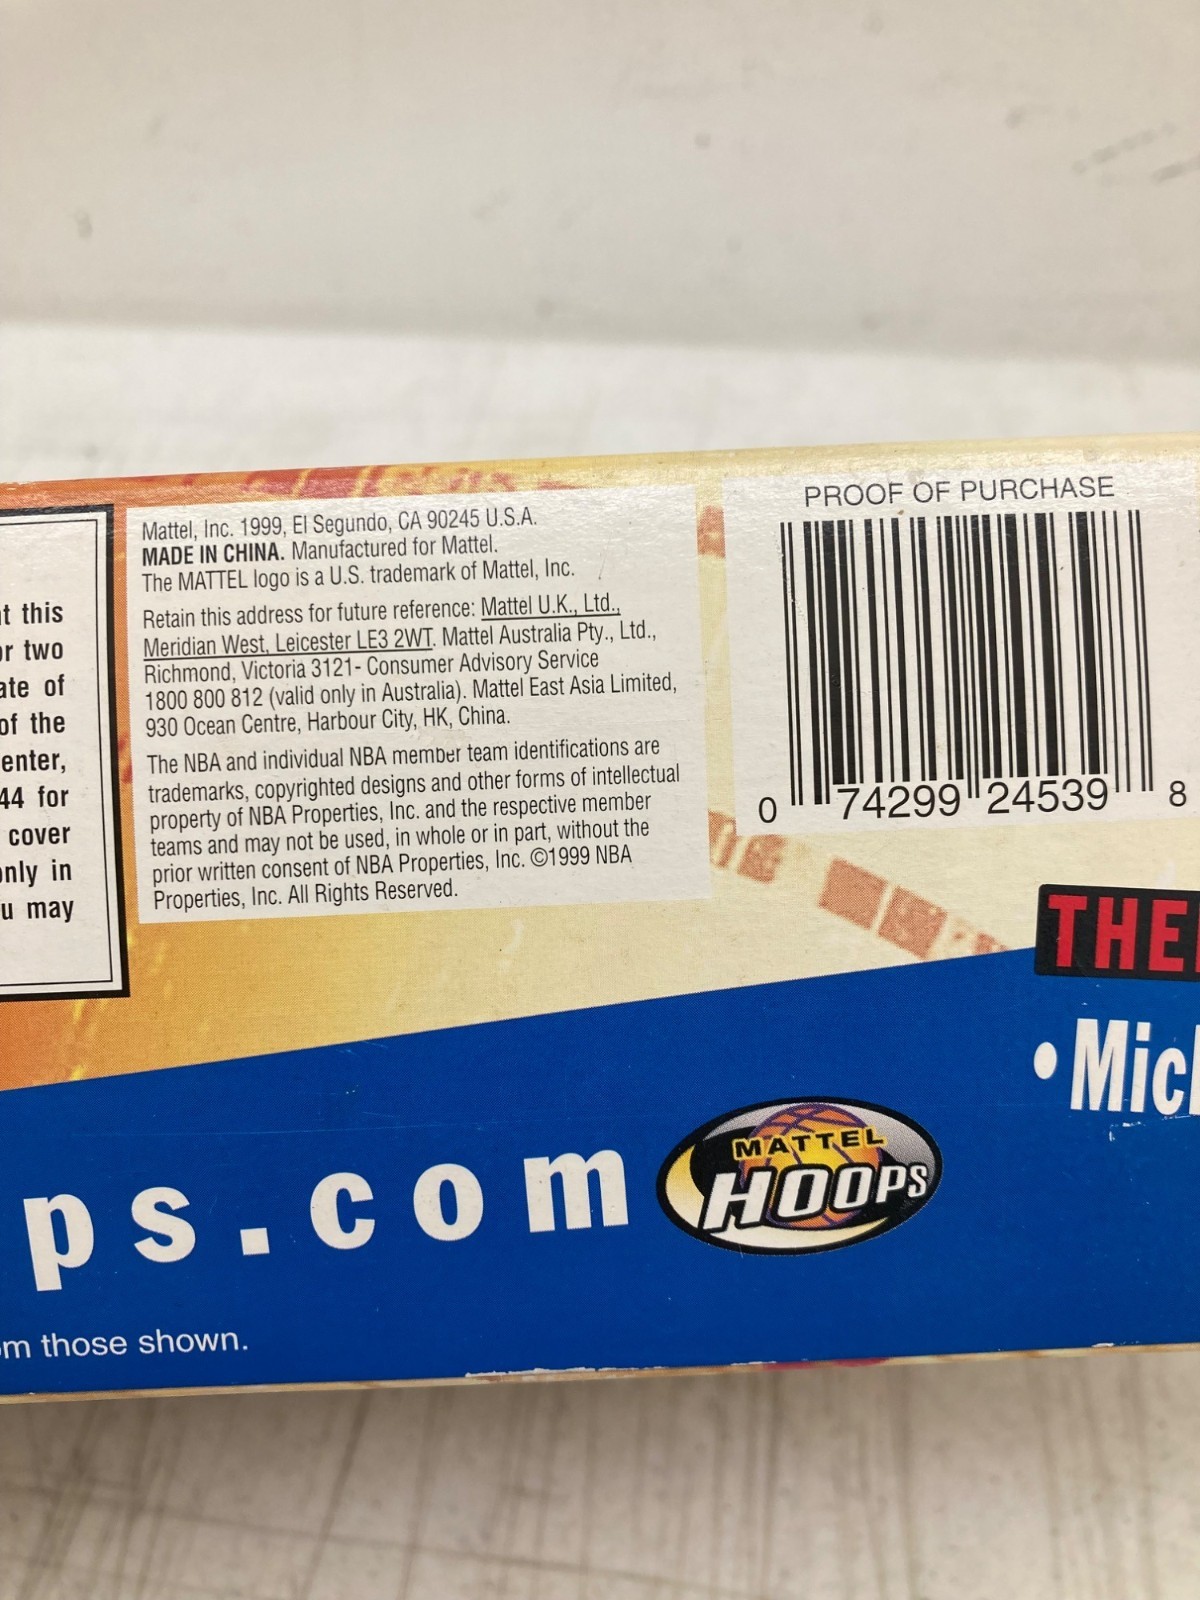 t this
or two
ate of
of the
enter,
44 for
cover
only in
u may
Mattel, Inc. 1999, El Segundo, CA 90245 U.S.A.
MADE IN CHINA. Manufactured for Mattel.
The MATTEL logo is a U.S. trademark of Mattel, Inc.
Retain this address for future reference: Mattel U.K., Ltd.,
Meridian West, Leicester LE3 2WT. Mattel Australia Pty., Ltd.,
Richmond, Victoria 3121- Consumer Advisory Service
1800 800 812 (valid only in Australia). Mattel East Asia Limited,
930 Ocean Centre, Harbour City, HK, China.
The NBA and individual NBA member team identifications are
trademarks, copyrighted designs and other forms of intellectual
property of NBA Properties, Inc. and the respective member
teams and may not be used, in whole or in part, without the
prior written consent of NBA Properties, Inc. ©1999 NBA
Properties, Inc. All Rights Reserved.
PROOF OF PURCHASE
0 74299 24539 8
THE
• Mic
ps.com
MATTEL
HOOPS
om those shown.